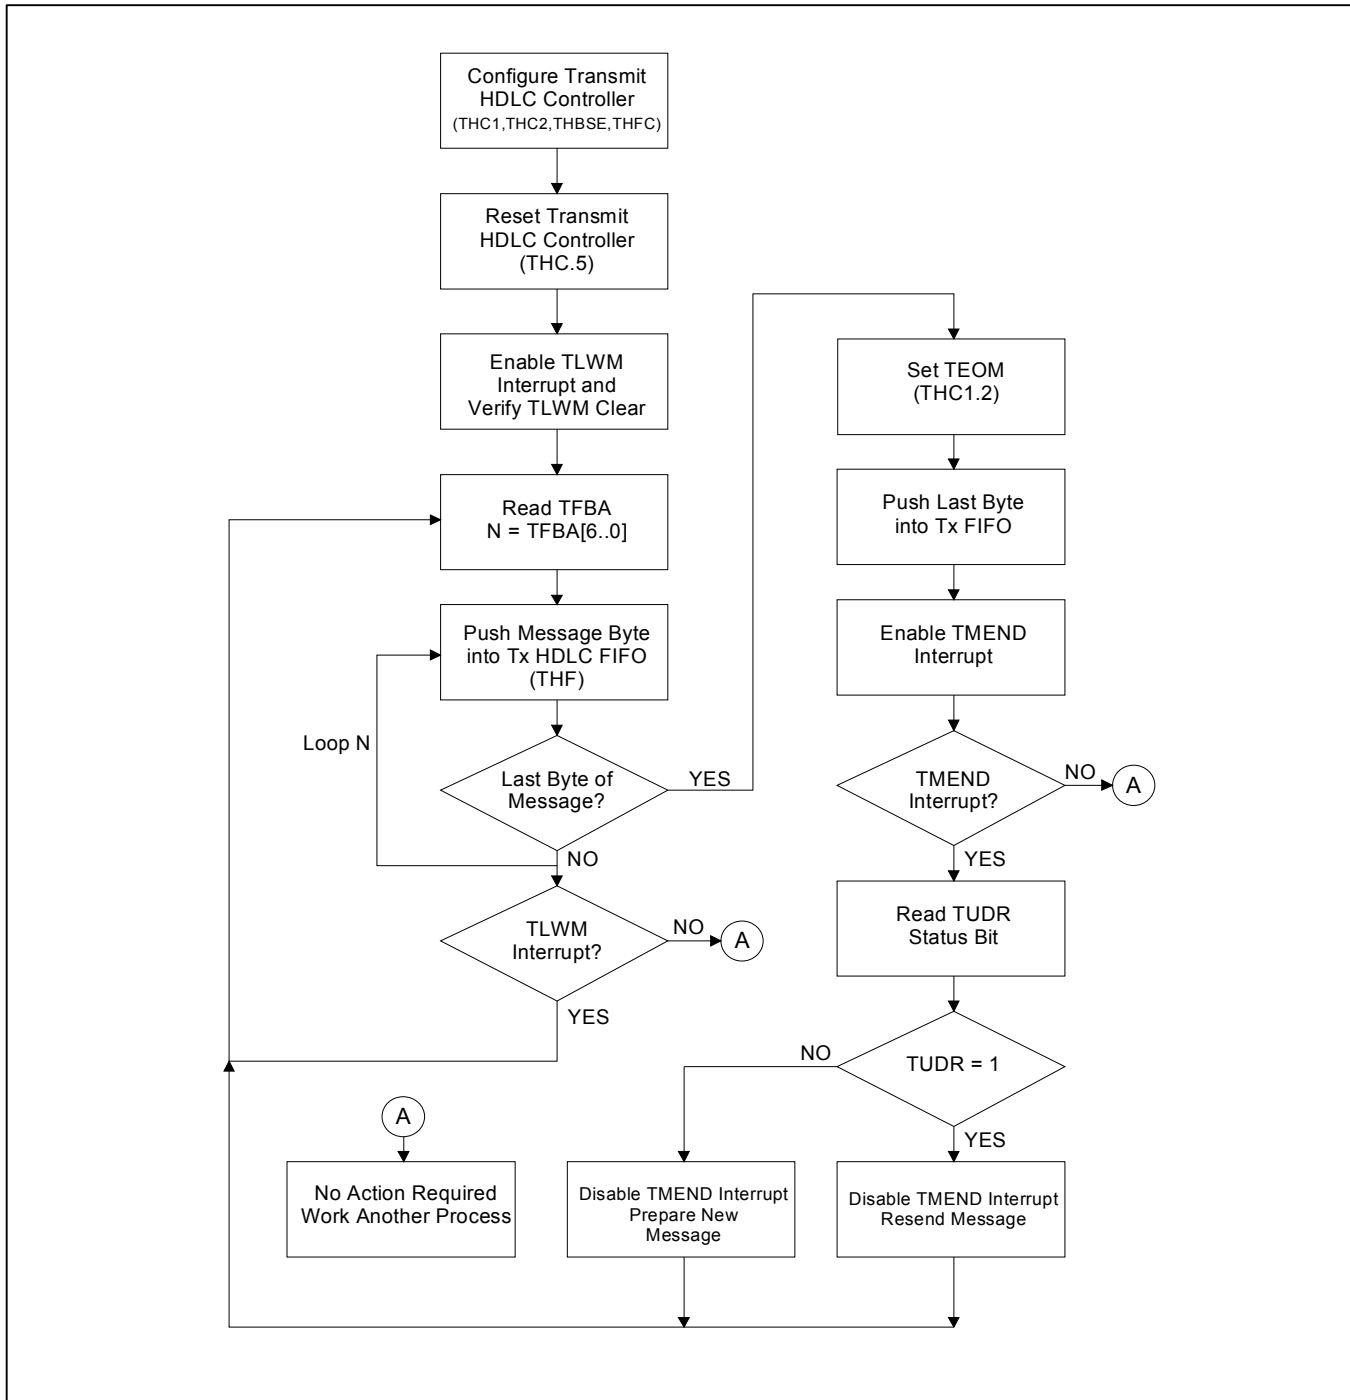 Configure Transmit
HDLC Controller
(THC1,THC2,THBSE,THFC)
Reset Transmit
HDLC Controller
(THC.5)
Enable TLWM
Interrupt and
Verify TLWM Clear
Read TFBA
N = TFBA[6..0]
Push Message Byte
into Tx HDLC FIFO
(THF)
Loop N
Last Byte of
Message?
YES
NO
TLWM
Interrupt?
NO
A
YES
A
No Action Required
Work Another Process
Set TEOM
(THC1.2)
Push Last Byte
into Tx FIFO
Enable TMEND
Interrupt
TMEND
Interrupt?
NO
A
YES
Read TUDR
Status Bit
TUDR = 1
NO
YES
Disable TMEND Interrupt
Prepare New
Message
Disable TMEND Interrupt
Resend Message